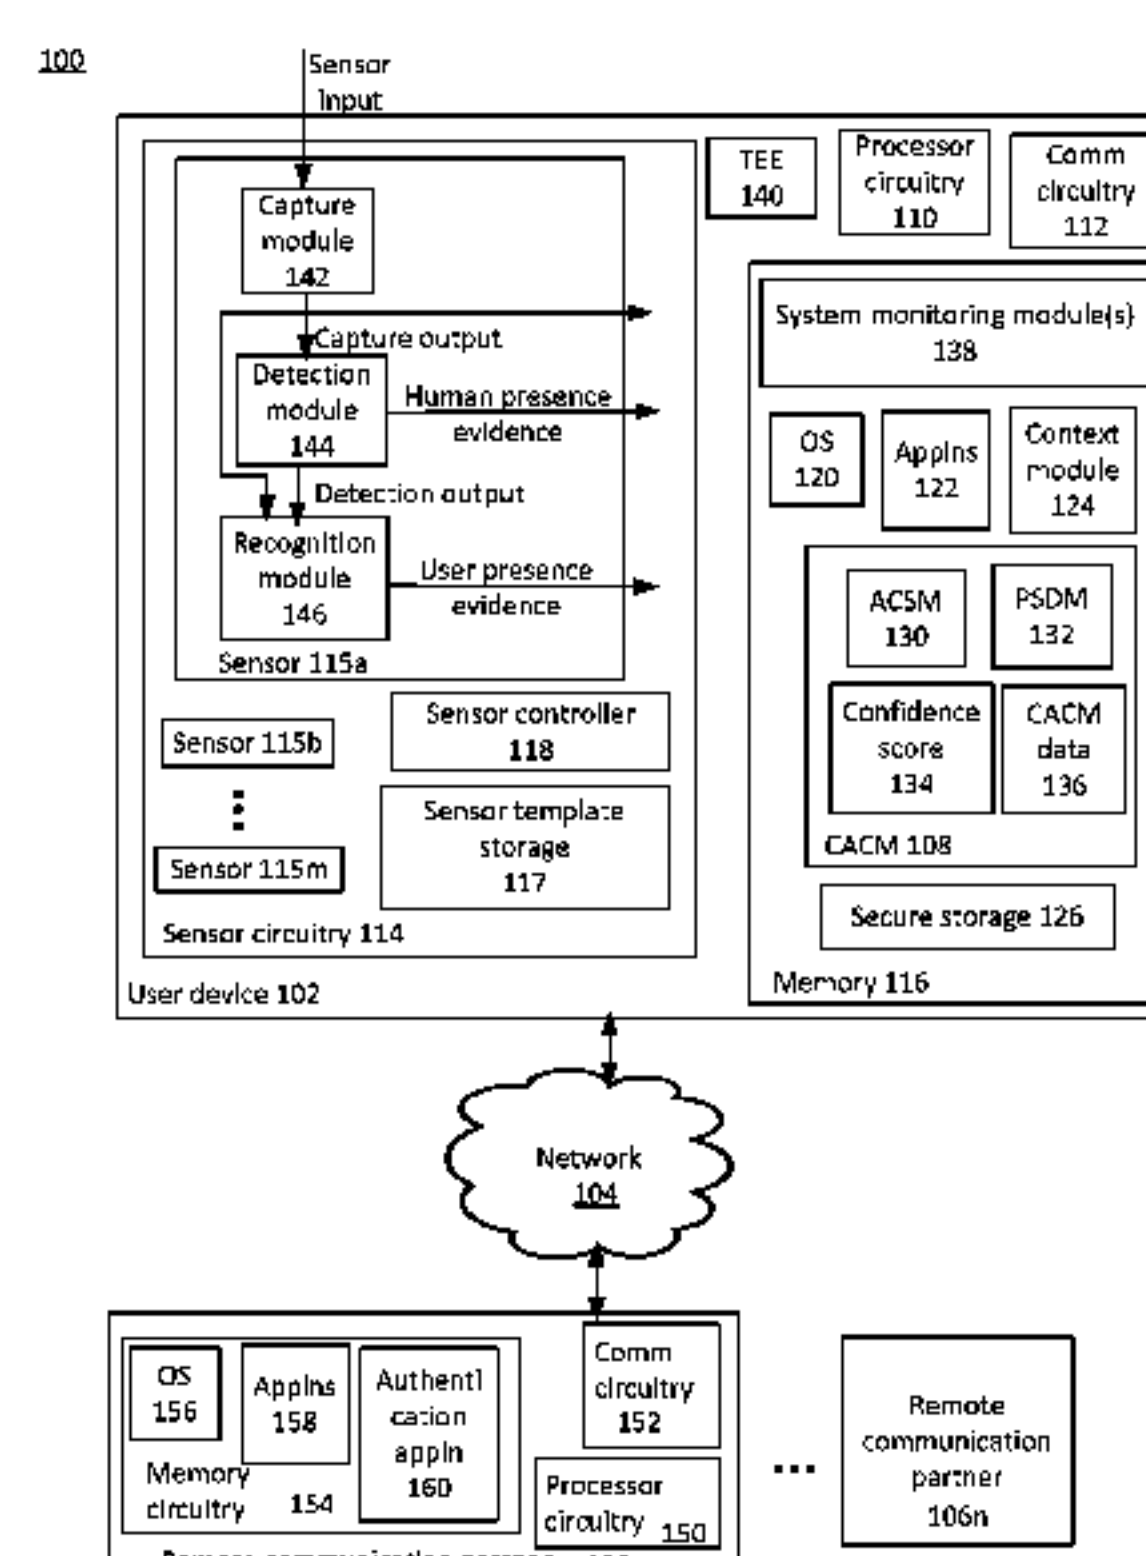 100
Sensor
Input
Capture
module
142
Capture output
Detection
module
144
Human presence
evidence
Detection output
Recognition
module
146
User presence
evidence
Sensor 115a
Sensor controller
118
Sensor 115b
Sensor template
storage
117
Sensor 115m
Sensor circuitry 114
User device 102
TEE
140
Processor
circuitry
110
Comm
circuitry
112
System monitoring module(s)
138
OS
120
Applns
122
Context
module
124
ACSM
130
PSDM
132
Confidence
score
134
CACM
data
136
CACM 108
Secure storage 126
Memory 116
Network
104
OS
156
Applns
158
Authenti
cation
appln
160
Memory
circuitry
154
Comm
circuitry
152
Processor
circuitry
150
Remote
communication
partner
106n